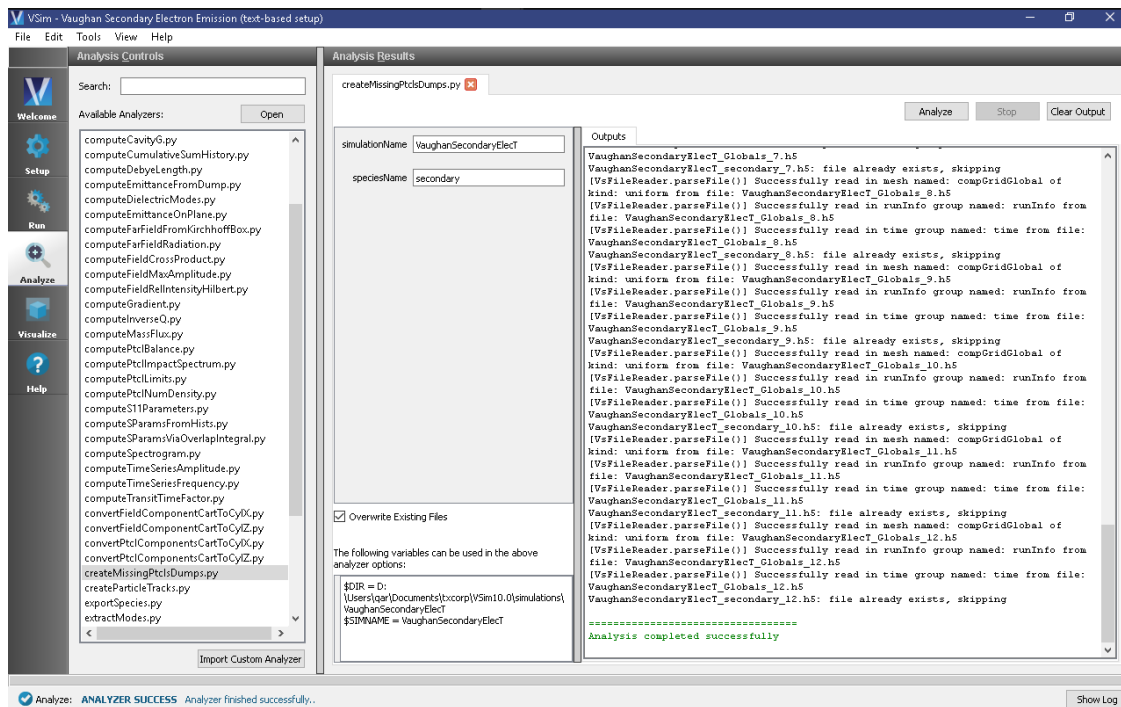 VSim - Vaughan Secondary Electron Emission (text-based setup)
File Edit Tools View Help
Analysis Controls
Search:
Available Analyzers:
Open
computeCavityG.py
computeCumulativeSumHistory.py
computeDebyeLength.py
computeEmittanceFromDump.py
computeDielectricModes.py
computeEmittanceOnPlane.py
computeFarFieldFromKirchhoffBox.py
computeFarFieldRadiation.py
computeFieldCrossProduct.py
computeFieldMaxAmplitude.py
computeFieldRelIntensityHilbert.py
computeGradient.py
computeInverseQ.py
computeMassFlux.py
computePtclBalance.py
computePtclImpactSpectrum.py
computePtclLimits.py
computePtclNumDensity.py
computeS11Parameters.py
computeSParamsFromHists.py
computeSParamsViaOverlapIntegral.py
computeSpectrogram.py
computeTimeSeriesAmplitude.py
computeTimeSeriesFrequency.py
computeTransitTimeFactor.py
convertFieldComponentCartToCylX.py
convertFieldComponentCartToCylZ.py
convertPtclComponentsCartToCylX.py
convertPtclComponentsCartToCylZ.py
createMissingPtclsDumps.py
createParticleTracks.py
exportSpecies.py
extractModes.py
Import Custom Analyzer
Welcome
Setup
Run
Analyze
Visualize
Help
Analysis Results
createMissingPtclsDumps.py
Analyze
Stop
Clear Output
simulationName VaughanSecondaryElecT
speciesName secondary
Overwrite Existing Files
The following variables can be used in the above
analyzer options:
$DIR = D:
\Users\qar\Documents\txcorp\VSim10.0\simulations\
VaughanSecondaryElecT
$SIMNAME = VaughanSecondaryElecT
Outputs
VaughanSecondaryElecT_Globals_7.h5
VaughanSecondaryElecT_secondary_7.h5: file already exists, skipping
[VsFileReader.parseFile()] Successfully read in mesh named: compGridGlobal of
kind: uniform from file: VaughanSecondaryElecT_Globals_8.h5
[VsFileReader.parseFile()] Successfully read in runInfo group named: runInfo from
file: VaughanSecondaryElecT_Globals_8.h5
[VsFileReader.parseFile()] Successfully read in time group named: time from file:
VaughanSecondaryElecT_Globals_8.h5
VaughanSecondaryElecT_secondary_8.h5: file already exists, skipping
[VsFileReader.parseFile()] Successfully read in mesh named: compGridGlobal of
kind: uniform from file: VaughanSecondaryElecT_Globals_9.h5
[VsFileReader.parseFile()] Successfully read in runInfo group named: runInfo from
file: VaughanSecondaryElecT_Globals_9.h5
[VsFileReader.parseFile()] Successfully read in time group named: time from file:
VaughanSecondaryElecT_Globals_9.h5
VaughanSecondaryElecT_secondary_9.h5: file already exists, skipping
[VsFileReader.parseFile()] Successfully read in mesh named: compGridGlobal of
kind: uniform from file: VaughanSecondaryElecT_Globals_10.h5
[VsFileReader.parseFile()] Successfully read in runInfo group named: runInfo from
file: VaughanSecondaryElecT_Globals_10.h5
[VsFileReader.parseFile()] Successfully read in time group named: time from file:
VaughanSecondaryElecT_Globals_10.h5
VaughanSecondaryElecT_secondary_10.h5: file already exists, skipping
[VsFileReader.parseFile()] Successfully read in mesh named: compGridGlobal of
kind: uniform from file: VaughanSecondaryElecT_Globals_11.h5
[VsFileReader.parseFile()] Successfully read in runInfo group named: runInfo from
file: VaughanSecondaryElecT_Globals_11.h5
[VsFileReader.parseFile()] Successfully read in time group named: time from file:
VaughanSecondaryElecT_Globals_11.h5
VaughanSecondaryElecT_secondary_11.h5: file already exists, skipping
[VsFileReader.parseFile()] Successfully read in mesh named: compGridGlobal of
kind: uniform from file: VaughanSecondaryElecT_Globals_12.h5
[VsFileReader.parseFile()] Successfully read in runInfo group named: runInfo from
file: VaughanSecondaryElecT_Globals_12.h5
[VsFileReader.parseFile()] Successfully read in time group named: time from file:
VaughanSecondaryElecT_Globals_12.h5
VaughanSecondaryElecT_secondary_12.h5: file already exists, skipping
==================================
Analysis completed successfully
Analyze: ANALYZER SUCCESS Analyzer finished successfully..
Show Log